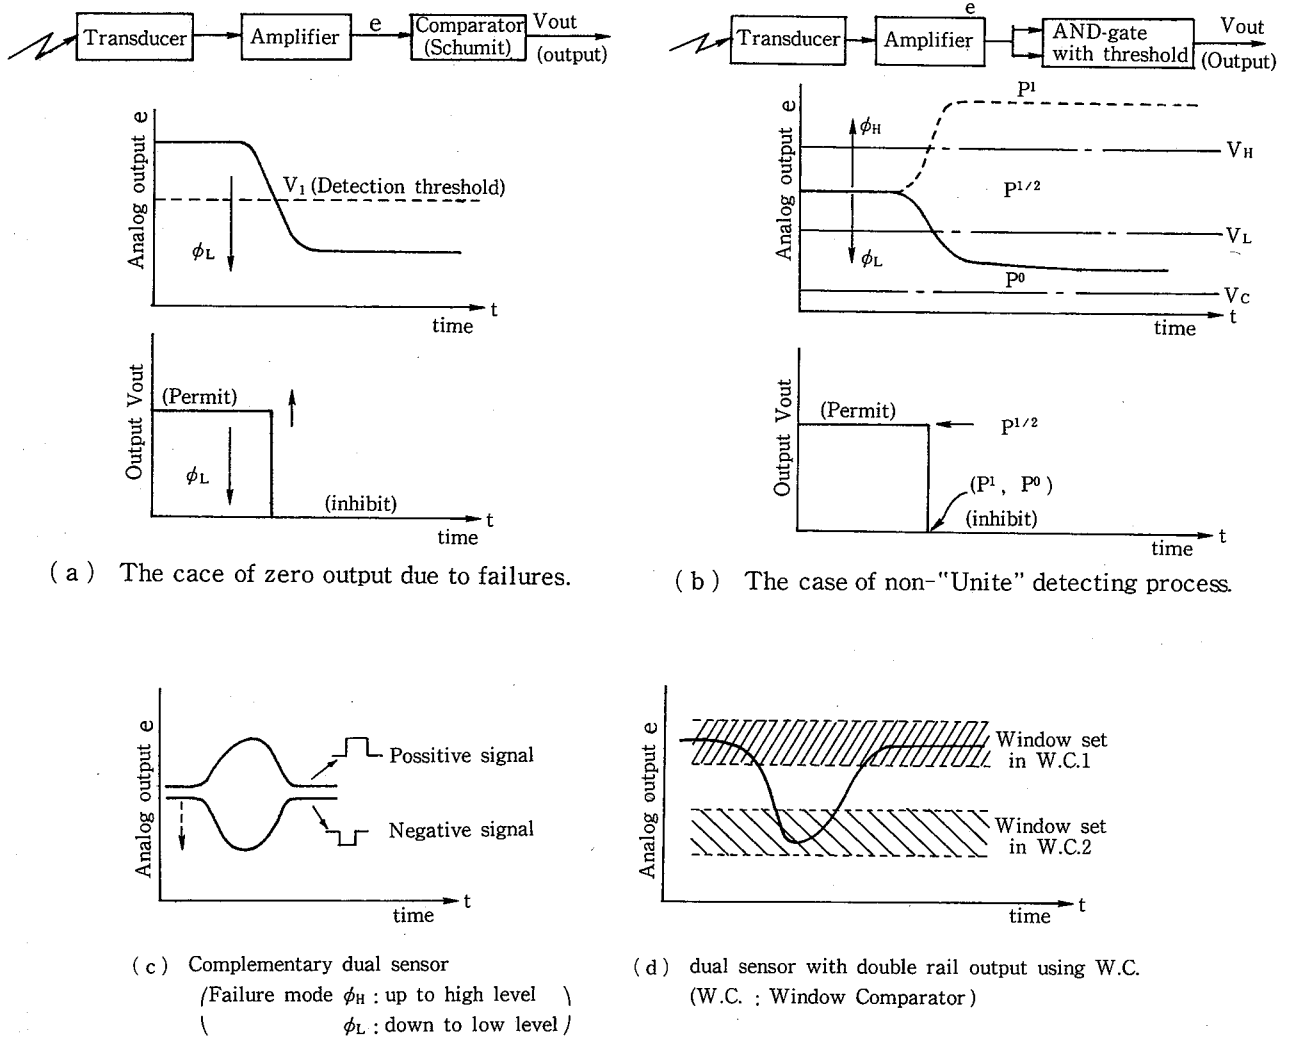 Transducer
Amplifier
e
Comparator
(Schumit)
Vout
(output)
Analog output e
V1 (Detection threshold)
ϕL
t
time
Output Vout
(Permit)
ϕL
(inhibit)
t
time
(a) The cace of zero output due to failures.
Transducer
Amplifier
e
AND-gate
with threshold
Vout
(Output)
Analog output e
P1
ϕH
VH
P1/2
VL
ϕL
P0
VC
t
time
Output Vout
(Permit)
P1/2
(P1, P0)
(inhibit)
t
time
(b) The case of non-"Unite" detecting process.
Analog output e
Possitive signal
Negative signal
t
time
(c) Complementary dual sensor
(Failure mode ϕH : up to high level
ϕL : down to low level)
Analog output e
Window set
in W.C.1
Window set
in W.C.2
t
time
(d) dual sensor with double rail output using W.C.
(W.C. : Window Comparator)